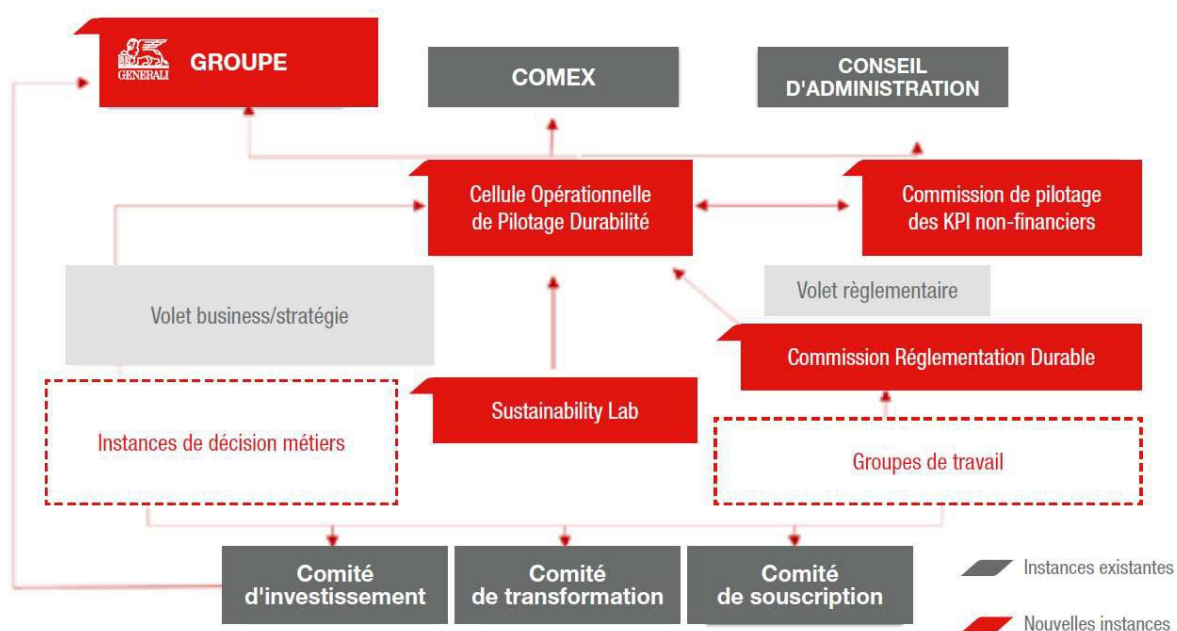 GENERALI
GROUPE
COMEX
CONSEIL
D'ADMINISTRATION
Cellule Opérationnelle
de Pilotage Durabilité
Commission de pilotage
des KPI non-financiers
Volet business/stratégie
Volet règlementaire
Commission Réglementation Durable
Sustainability Lab
Instances de décision métiers
Groupes de travail
Comité
d'investissement
Comité
de transformation
Comité
de souscription
Instances existantes
Nouvelles instances